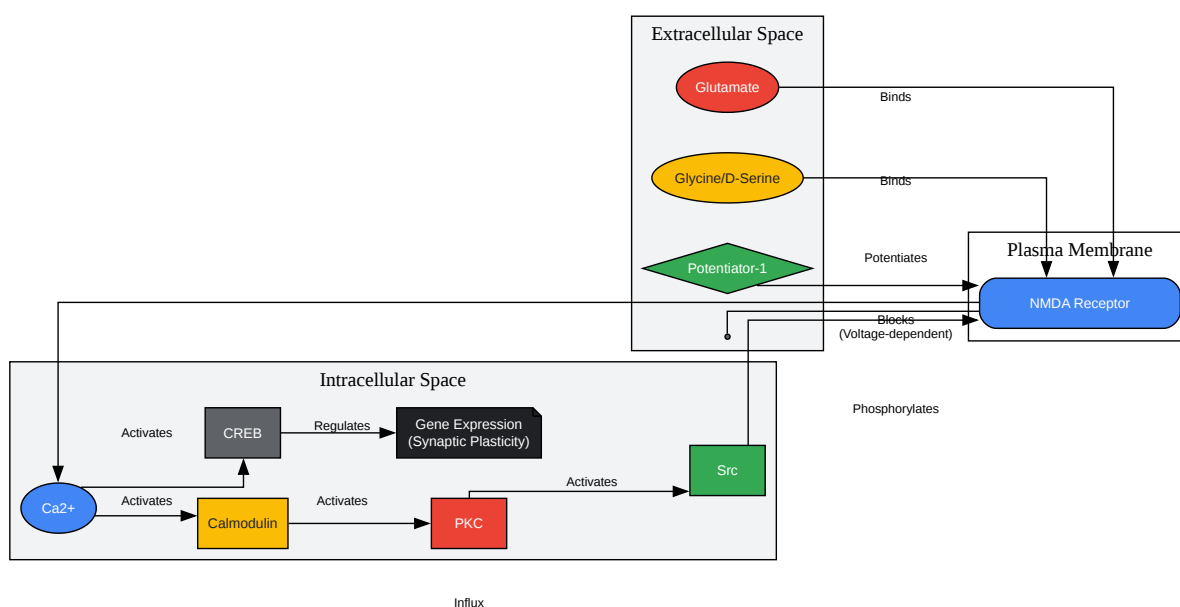 Extracellular Space
Glutamate
Binds
Glycine/D-Serine
Binds
Potentiator-1
Potentiates
Plasma Membrane
NMDA Receptor
Blocks
(Voltage-dependent)
Intracellular Space
Phosphorylates
Activates
CREB
Regulates
Gene Expression
(Synaptic Plasticity)
Src
Activates
Ca2+
Activates
Calmodulin
Activates
PKC
Influx